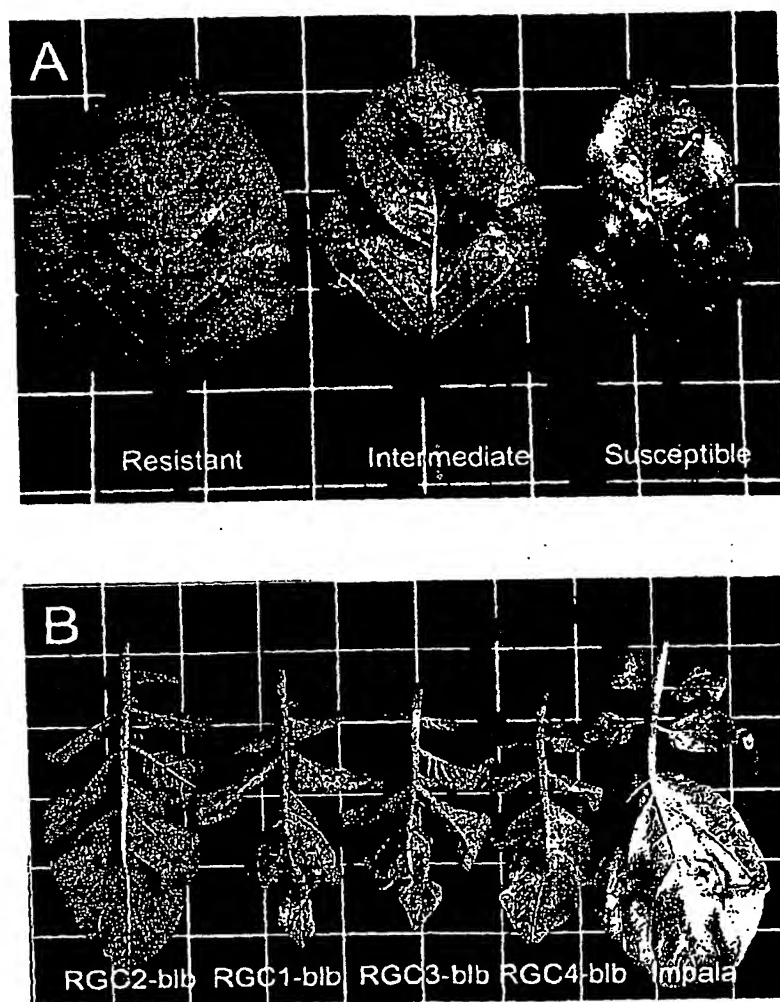 A
Resistant Intermediate Susceptible
B
RGC2-blb RGC1-blb RGC3-blb RGC4-blb Impala